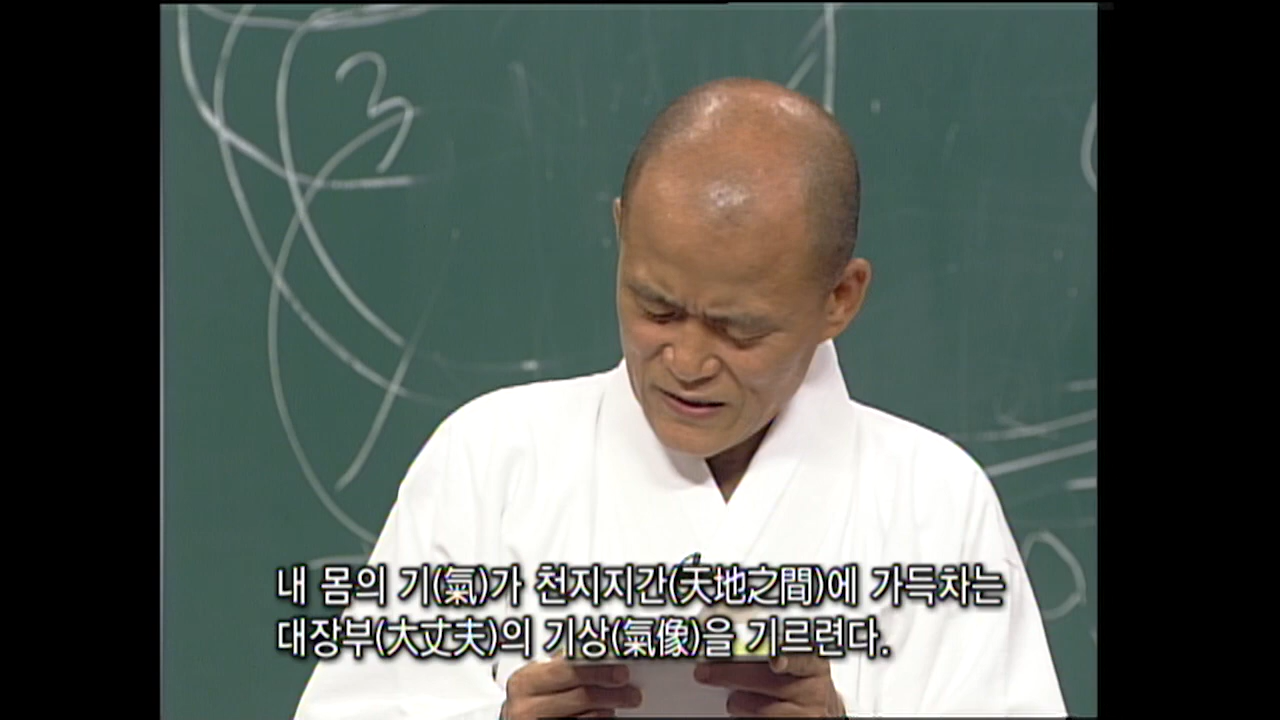 3
내 몸의 기(氣)가 천지지간(天地之間)에 가득차는
대장부(大丈夫)의 기상(氣像)을 기르련다.